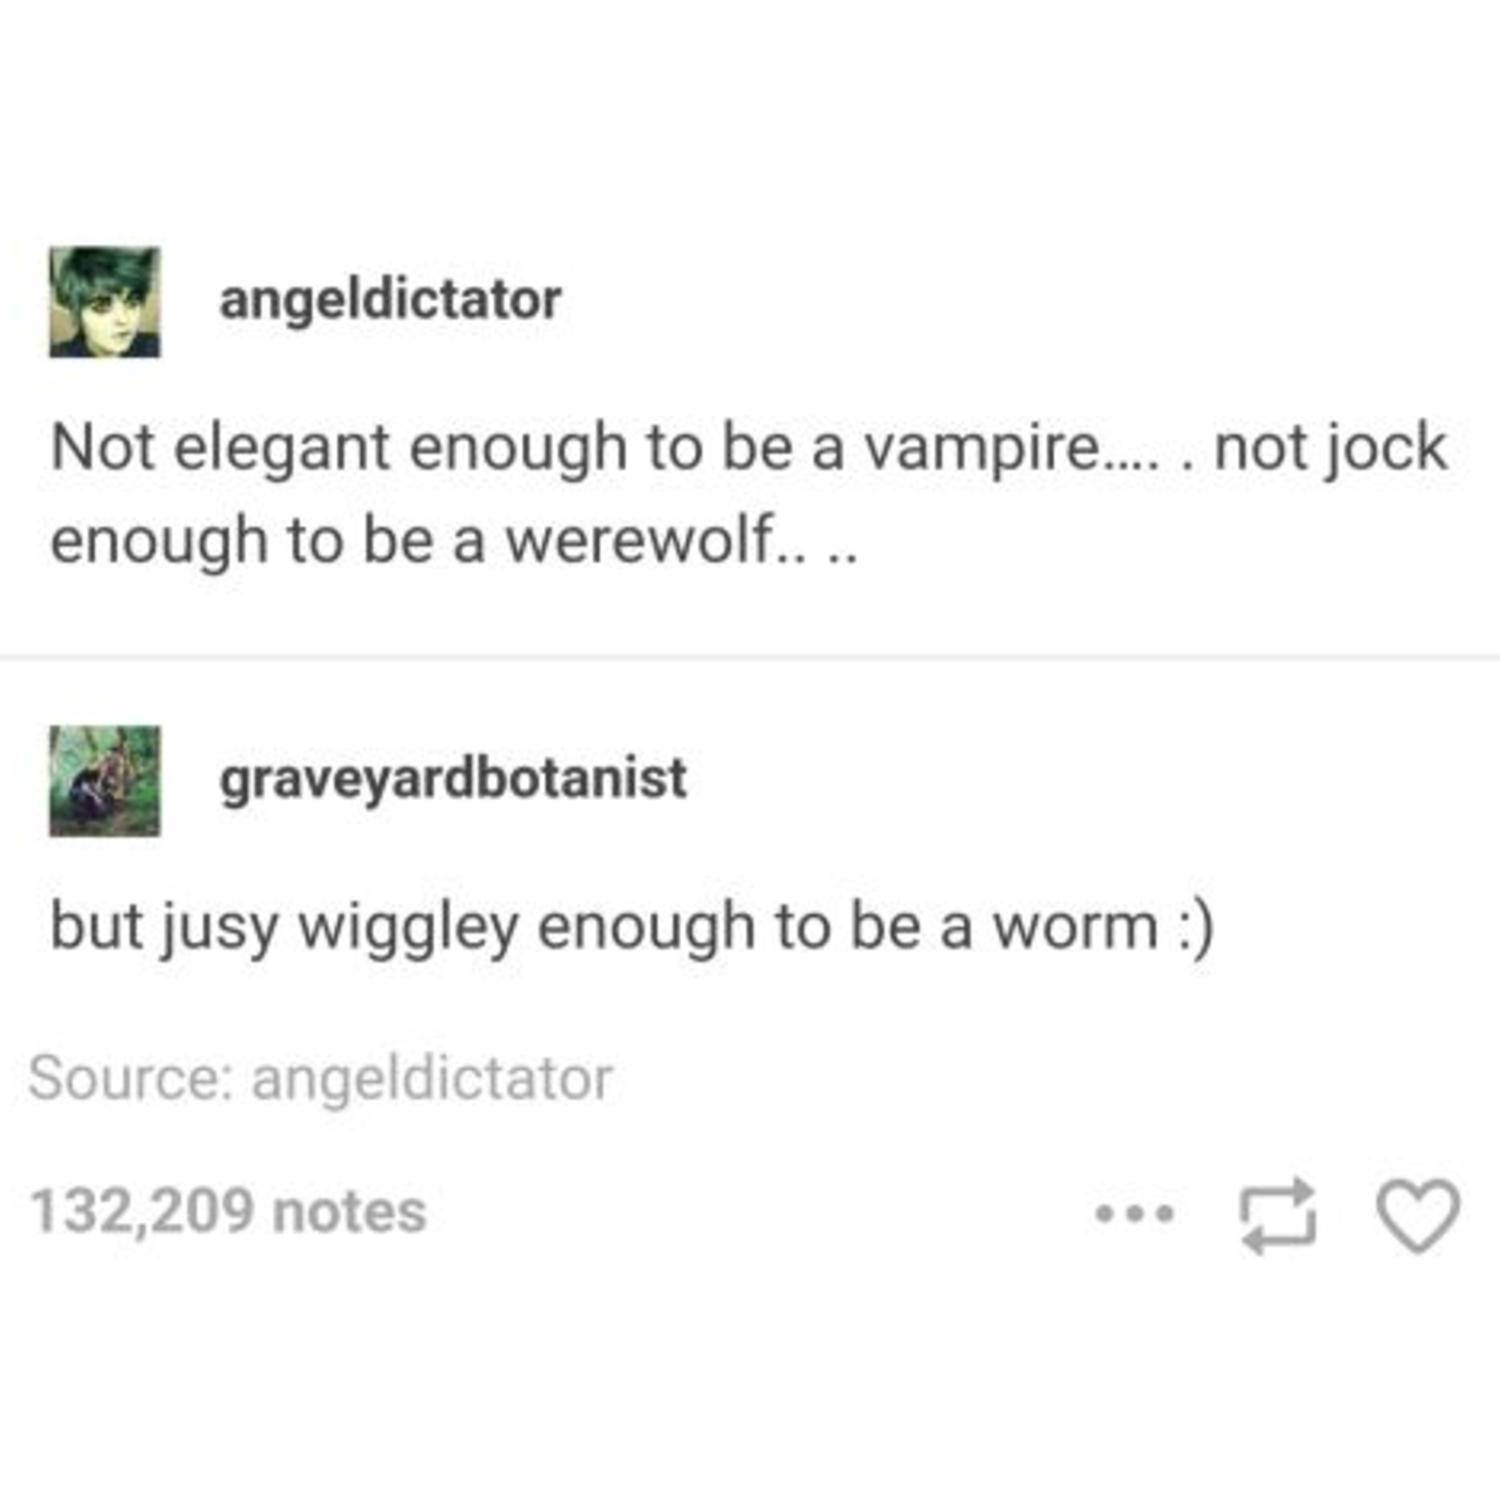 angeldictator
Not elegant enough to be a vampire.... . not jock
enough to be a werewolf.. ..
graveyardbotanist
but jusy wiggley enough to be a worm :)
Source: angeldictator
132,209 notes